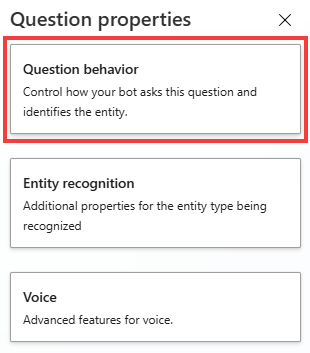 Question properties
Question behavior
Control how your bot asks this question and
identifies the entity.
Entity recognition
Additional properties for the entity type being
recognized
Voice
Advanced features for voice.